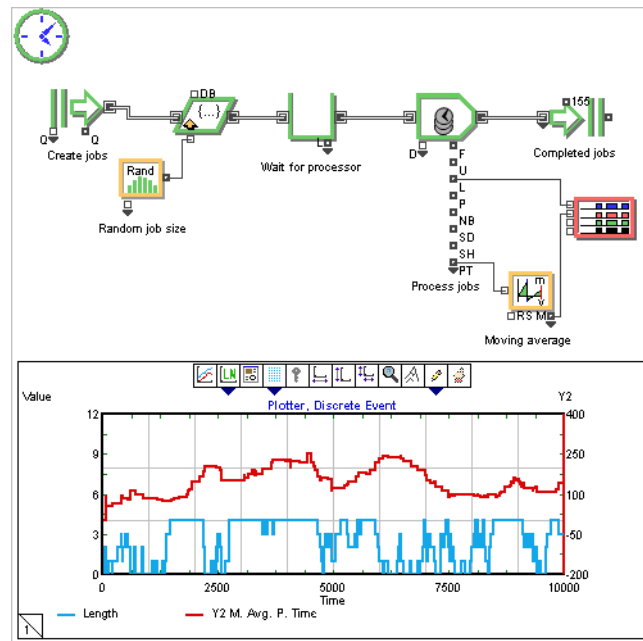 DB
{...}
155
Q
Q
L
D
F
Create jobs
Wait for processor
Completed jobs
U
Rand
L
P
NB
Random job size
SD
SH
PT
Process jobs
m
v
RS M
Moving average
LN
Value
Plotter, Discrete Event
Y2
12
400
9
250
6
100
3
-50
0
-200
0
2500
5000
7500
10000
Time
Length
Y2 M. Avg. P. Time
1